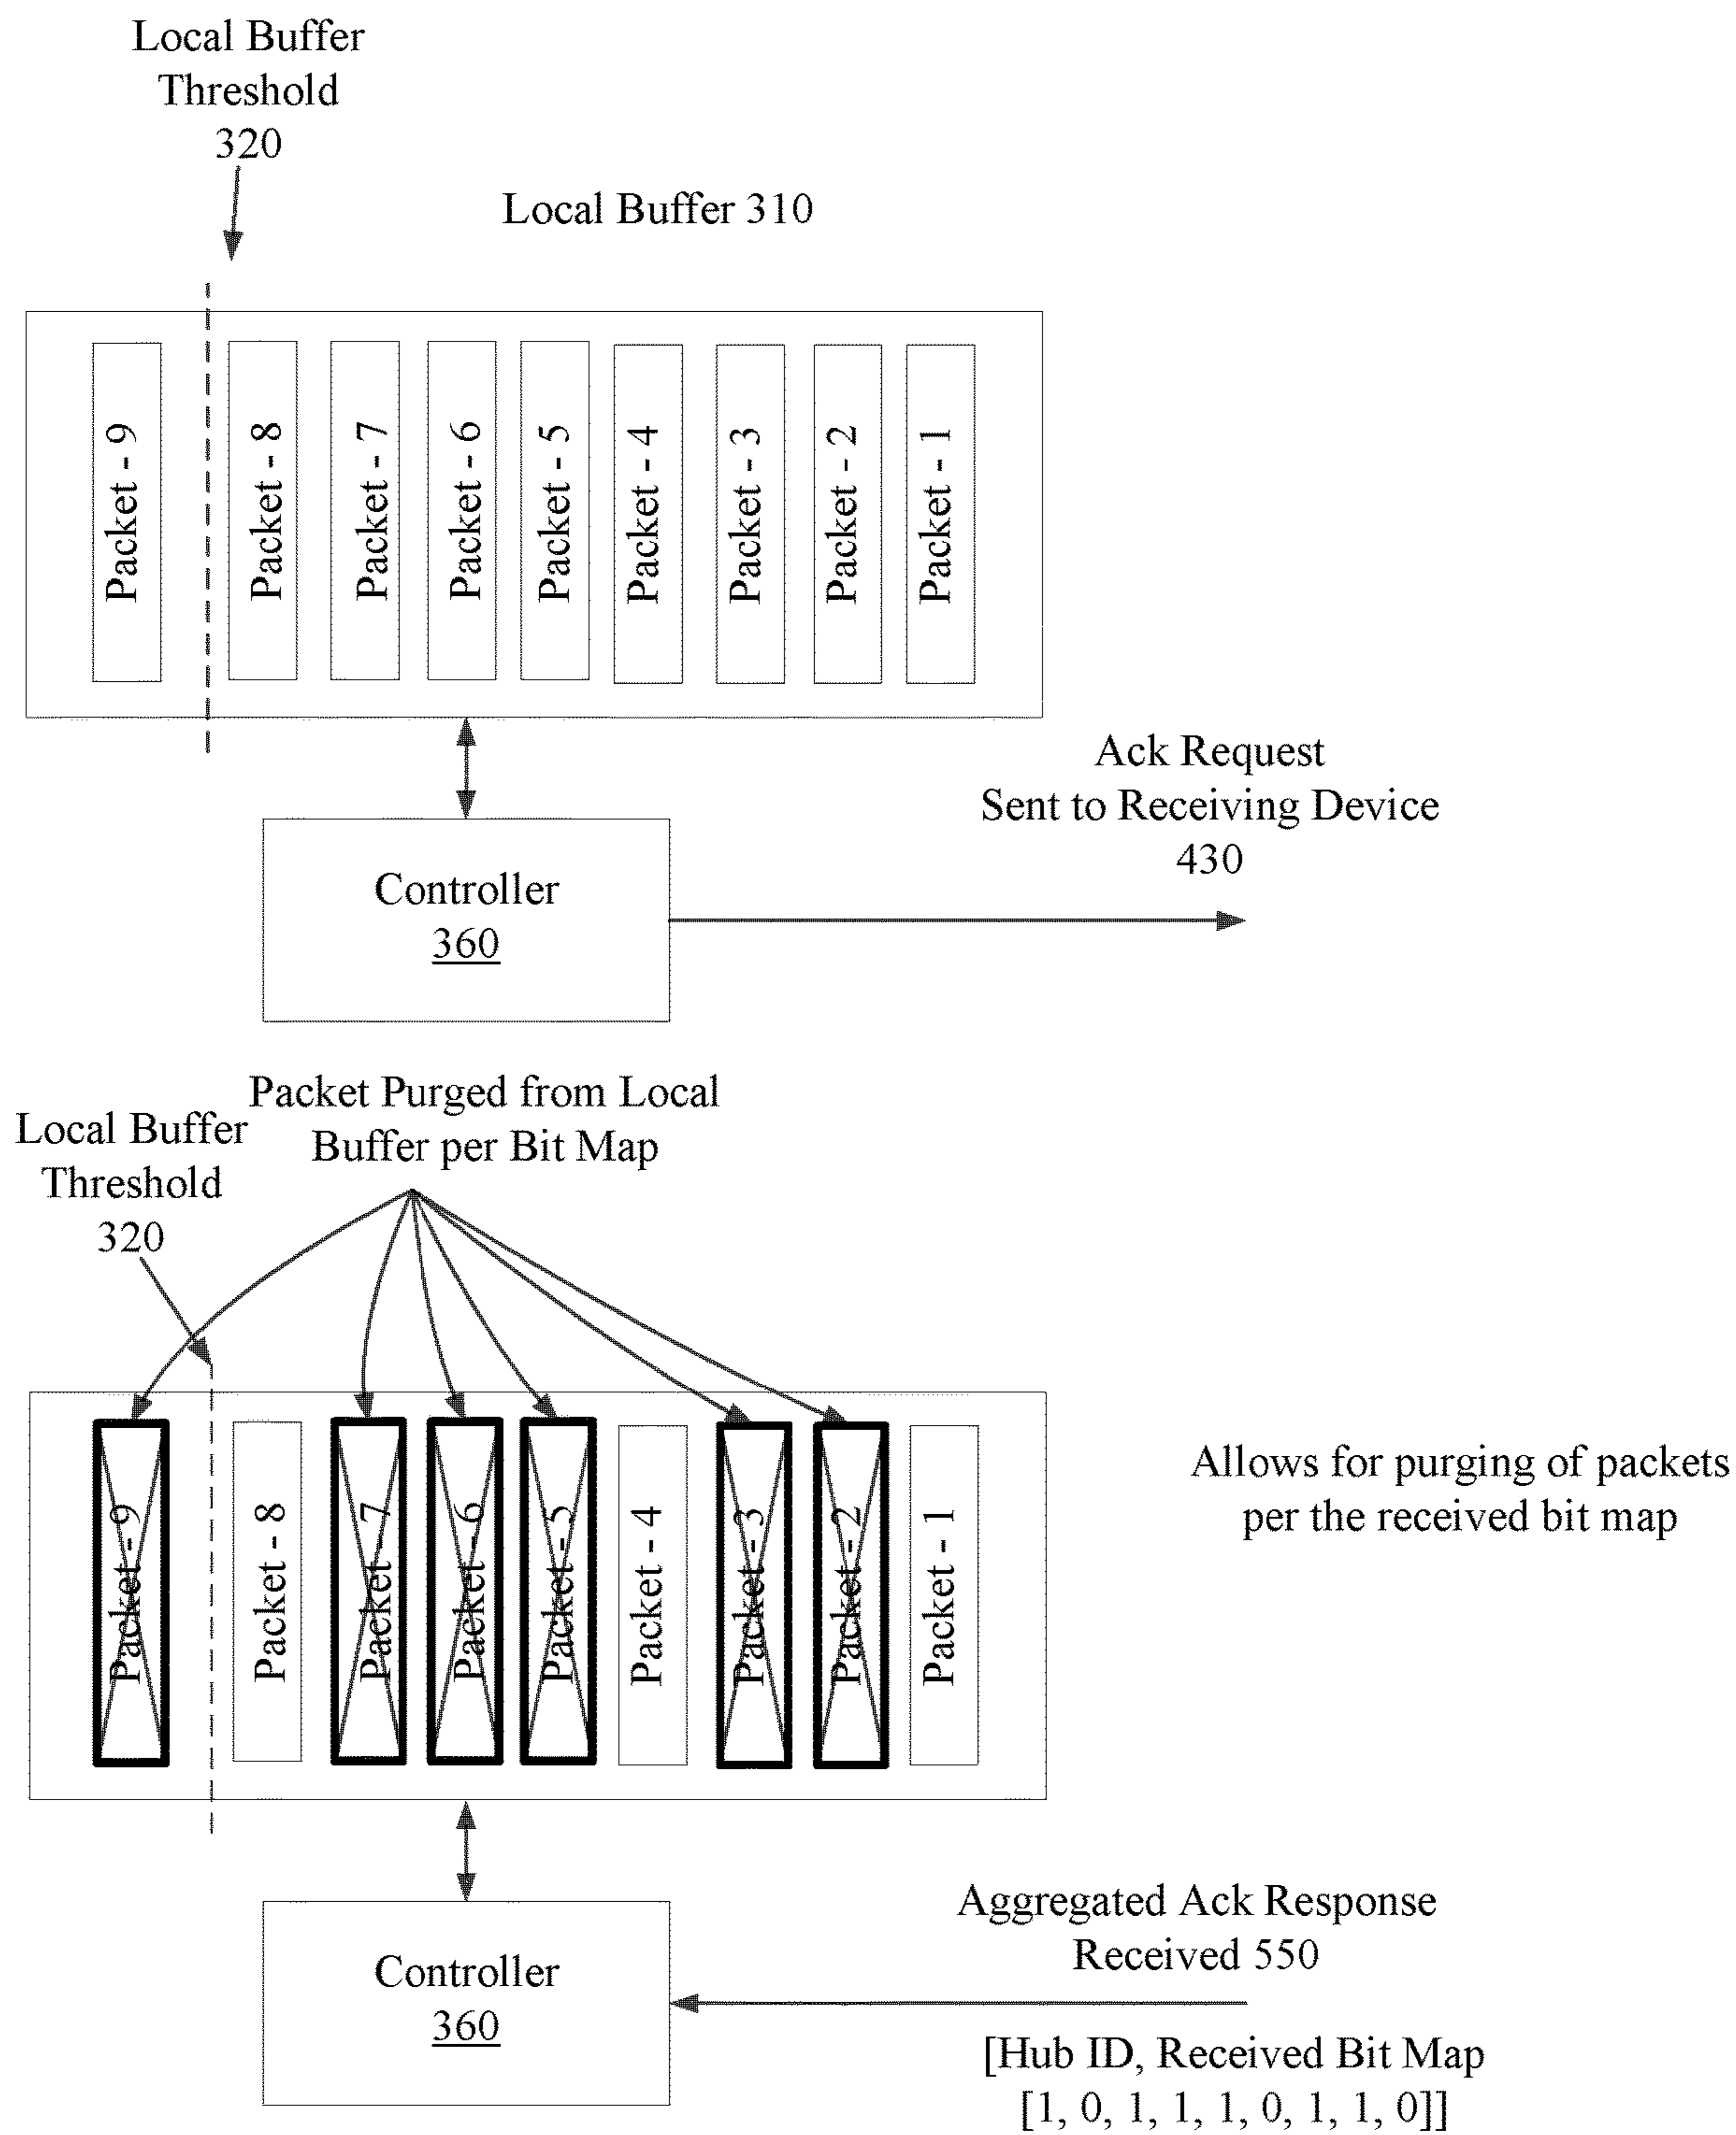 Local Buffer
Threshold
320
Local Buffer 310
Packet - 9
Packet - 8
Packet - 7
Packet - 6
Packet - 5
Packet - 4
Packet - 3
Packet - 2
Packet - 1
Ack Request
Sent to Receiving Device
430
Controller
360
Packet Purged from Local
Buffer per Bit Map
Local Buffer
Threshold
320
Packet - 9
Packet - 8
Packet - 7
Packet - 6
Packet - 5
Packet - 4
Packet - 3
Packet - 2
Packet - 1
Allows for purging of packets
per the received bit map
Controller
360
Aggregated Ack Response
Received 550
[Hub ID, Received Bit Map
[1, 0, 1, 1, 1, 0, 1, 1, 0]]